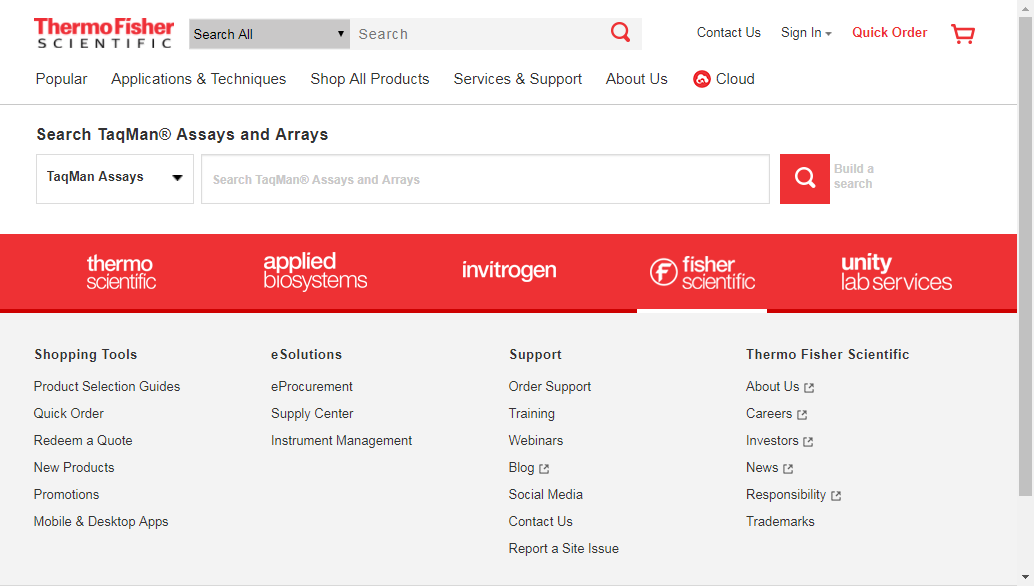 ThermoFisher
SCIENTIFIC
Search All
Search
Contact Us
Sign In
Quick Order
Popular
Applications & Techniques
Shop All Products
Services & Support
About Us
Cloud
Search TaqMan® Assays and Arrays
TaqMan Assays
Search TaqMan® Assays and Arrays
Build a
search
thermo
scientific
applied
biosystems
invitrogen
fisher
scientific
unity
lab services
Shopping Tools
Product Selection Guides
Quick Order
Redeem a Quote
New Products
Promotions
Mobile & Desktop Apps
eSolutions
eProcurement
Supply Center
Instrument Management
Support
Order Support
Training
Webinars
Blog
Social Media
Contact Us
Report a Site Issue
Thermo Fisher Scientific
About Us
Careers
Investors
News
Responsibility
Trademarks